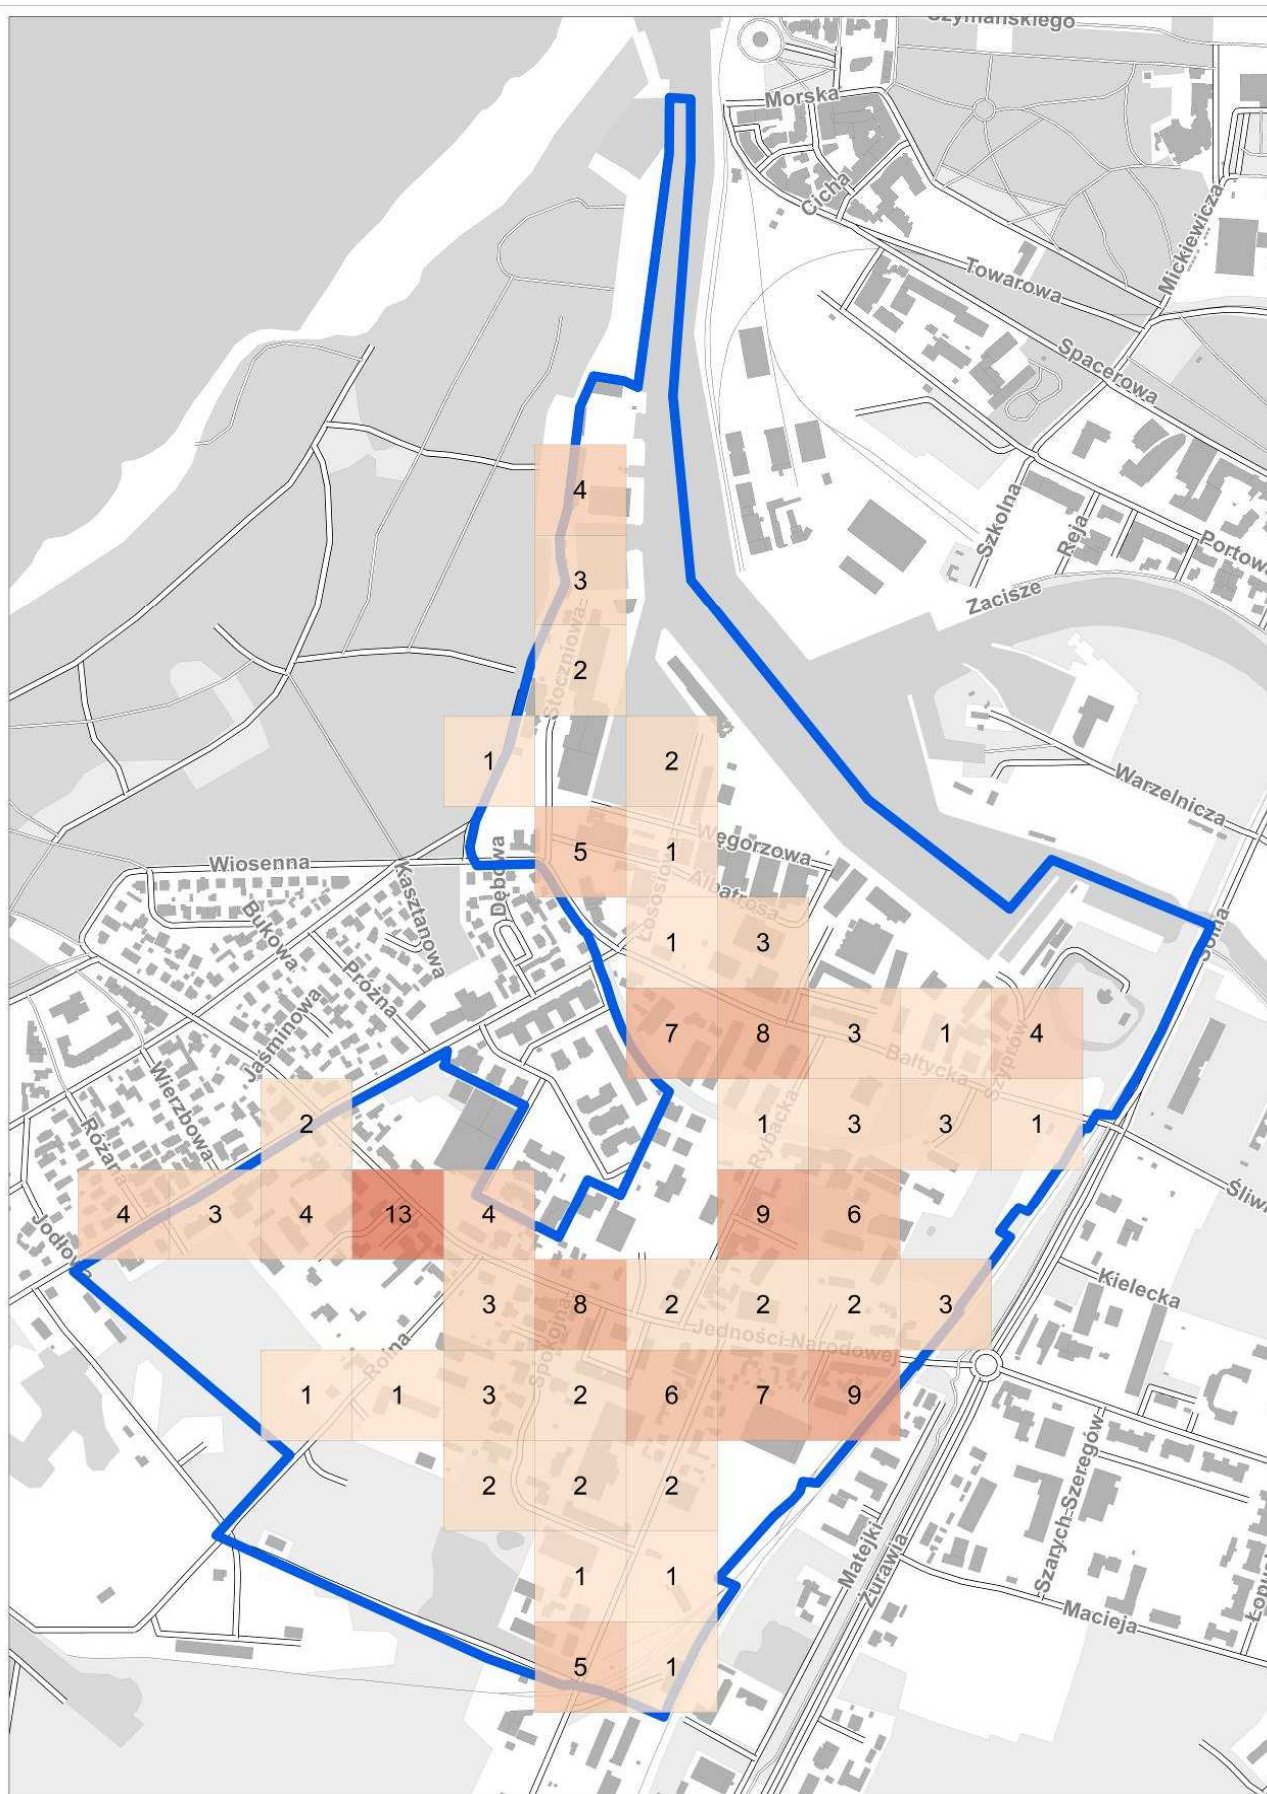 Szymańskiego
Morska
Cicha
Mickiewicza
Towarowa
Spacerowa
4
Szkolna
Reja
Portowa
3
Zacisze
Stoczniowa
2
1
2
Warzelnicza
5
1
Węgorzowa
Wiosenna
Dębowa
Kasztanowa
Albatrosa
Łososiowa
Bukowa
Solna
1
3
Próżna
Jaśminowa
7
8
3
1
4
Bałtycka
Szyprów
Wierzbowa
Różana
2
Rybacka
1
3
3
1
Jodłowa
4
3
4
13
4
9
6
Kielecka
3
8
2
2
2
3
Jedności Narodowej
Rolna
Spokojna
1
1
3
2
6
7
9
Szarych-Szeregów
2
2
2
Matejki
Żurawia
1
1
Macieja
5
1